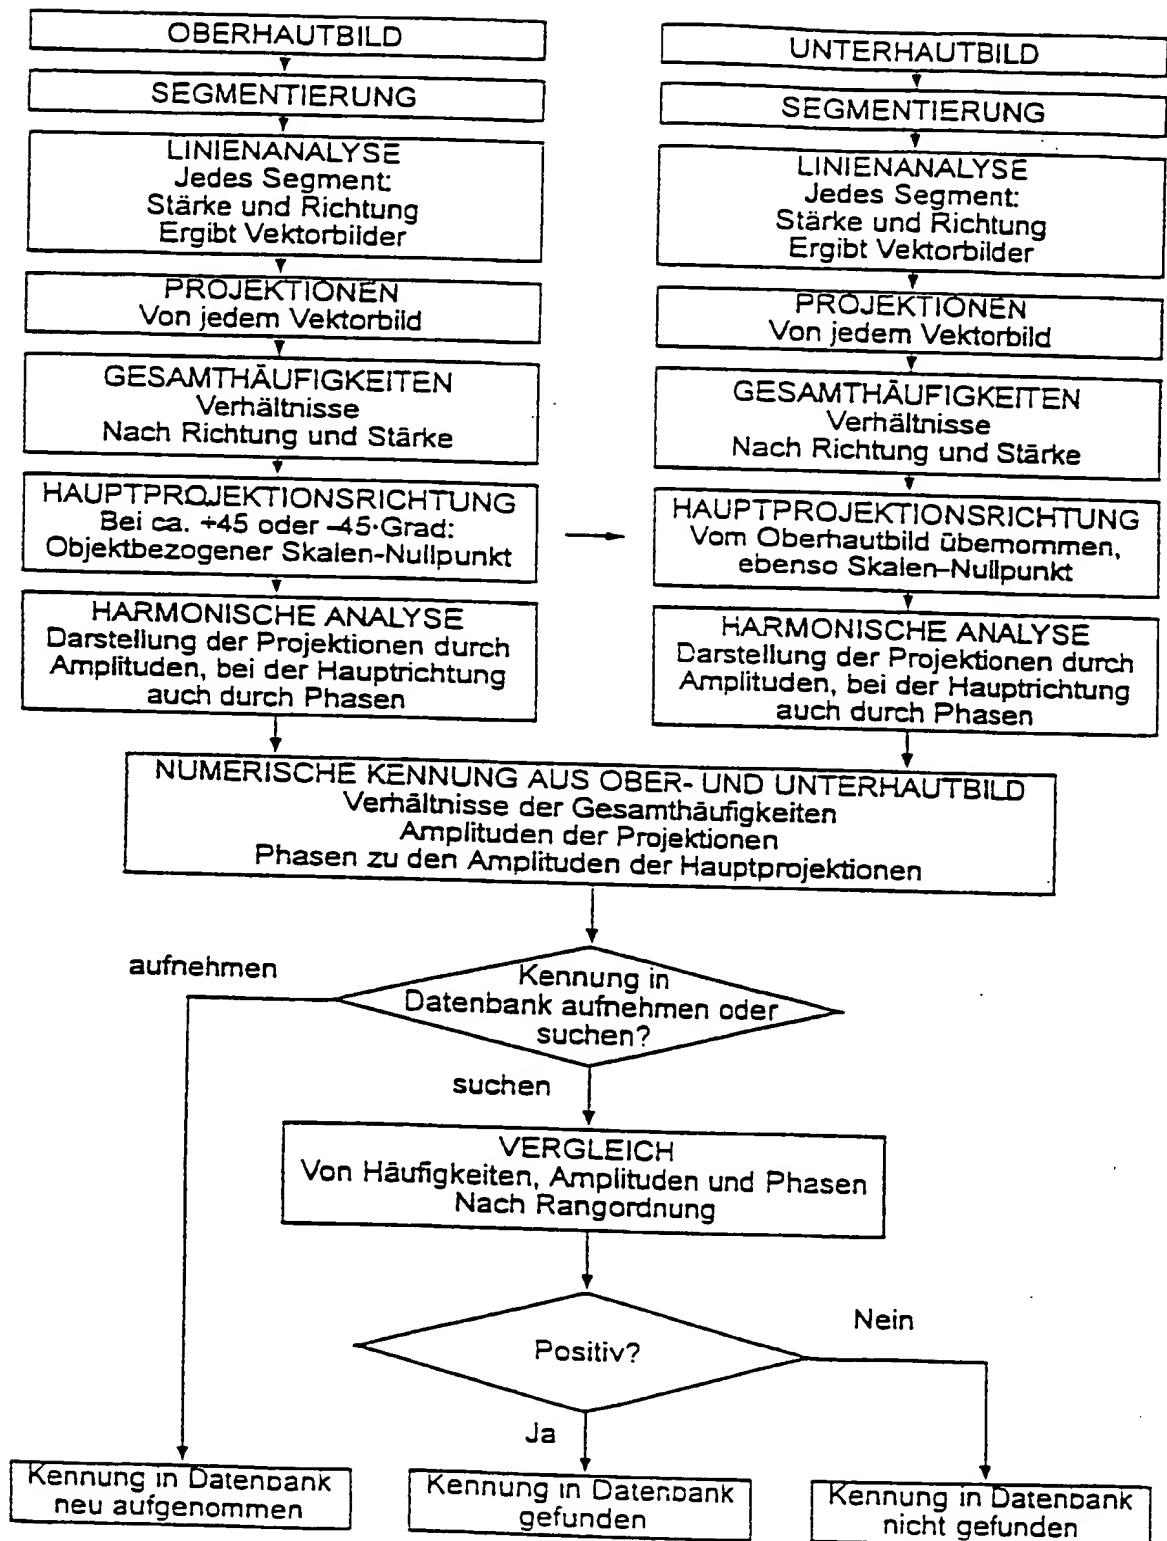 OBERHAUTBILD
SEGMENTIERUNG
LINIENANALYSE
Jedes Segment:
Stärke und Richtung
Ergibt Vektorbilder
PROJEKTIONEN
Von jedem Vektorbild
GESAMTHÄUFIGKEITEN
Verhältnisse
Nach Richtung und Stärke
HAUPTPROJEKTIONSRICHTUNG
Bei ca. +45 oder -45-Grad:
Objektbezogener Skalen-Nullpunkt
HARMONISCHE ANALYSE
Darstellung der Projektionen durch
Amplituden, bei der Hauptrichtung
auch durch Phasen
UNTERHAUTBILD
SEGMENTIERUNG
LINIENANALYSE
Jedes Segment:
Stärke und Richtung
Ergibt Vektorbilder
PROJEKTIONEN
Von jedem Vektorbild
GESAMTHÄUFIGKEITEN
Verhältnisse
Nach Richtung und Stärke
HAUPTPROJEKTIONSRICHTUNG
Vom Oberhautbild übernommen,
ebenso Skalen-Nullpunkt
HARMONISCHE ANALYSE
Darstellung der Projektionen durch
Amplituden, bei der Hauptrichtung
auch durch Phasen
NUMERISCHE KENNUNG AUS OBER- UND UNTERHAUTBILD
Verhältnisse der Gesamthäufigkeiten
Amplituden der Projektionen
Phasen zu den Amplituden der Hauptprojektionen
aufnehmen
Kennung in
Datenbank aufnehmen oder
suchen?
suchen
VERGLEICH
Von Häufigkeiten, Amplituden und Phasen
Nach Rangordnung
Positiv?
Nein
Ja
Kennung in Datenbank
neu aufgenommen
Kennung in Datenbank
gefunden
Kennung in Datenbank
nicht gefunden